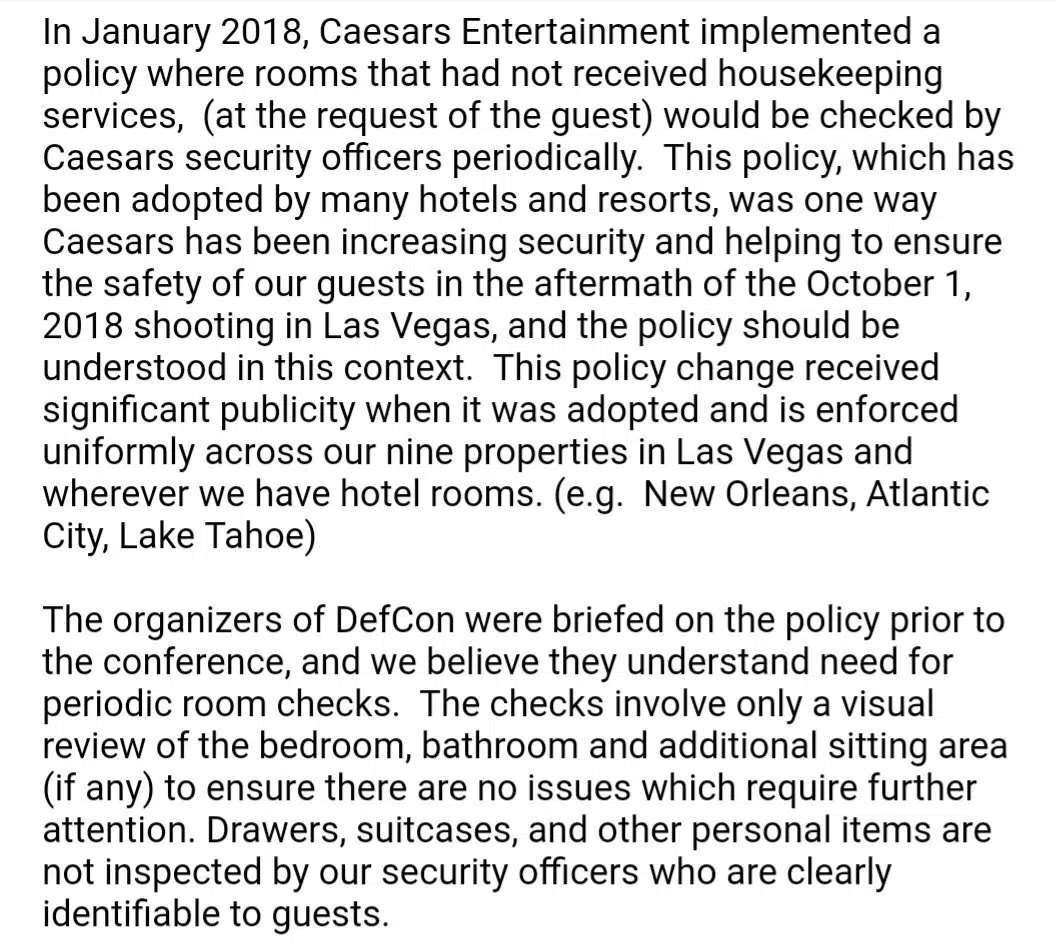 In January 2018, Caesars Entertainment implemented a
policy where rooms that had not received housekeeping
services,  (at the request of the guest) would be checked by
Caesars security officers periodically.  This policy, which has
been adopted by many hotels and resorts, was one way
Caesars has been increasing security and helping to ensure
the safety of our guests in the aftermath of the October 1,
2018 shooting in Las Vegas, and the policy should be
understood in this context.  This policy change received
significant publicity when it was adopted and is enforced
uniformly across our nine properties in Las Vegas and
wherever we have hotel rooms. (e.g.  New Orleans, Atlantic
City, Lake Tahoe)

The organizers of DefCon were briefed on the policy prior to
the conference, and we believe they understand need for
periodic room checks.  The checks involve only a visual
review of the bedroom, bathroom and additional sitting area
(if any) to ensure there are no issues which require further
attention. Drawers, suitcases, and other personal items are
not inspected by our security officers who are clearly
identifiable to guests.